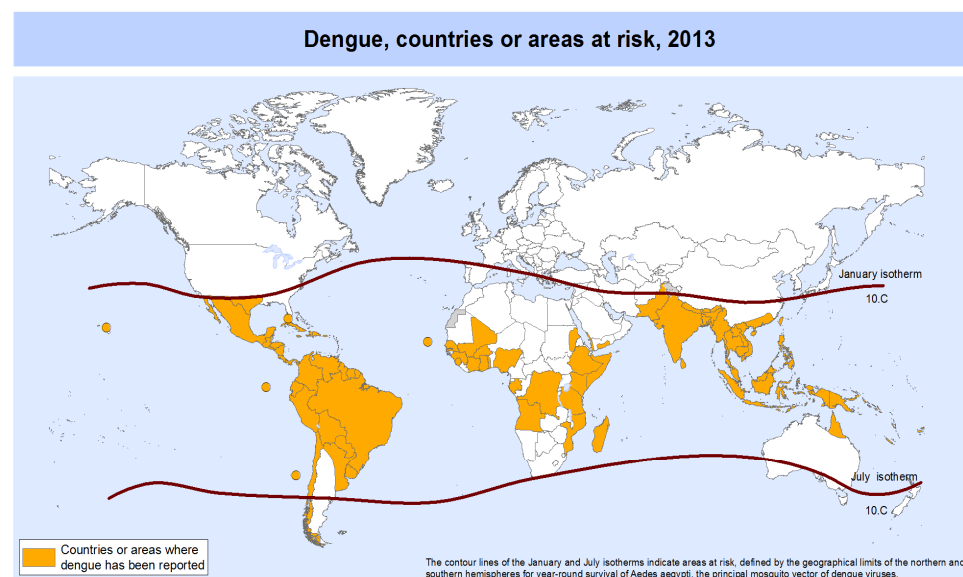 Dengue, countries or areas at risk, 2013
January isotherm
10.C
July isotherm
10.C
Countries or areas where
dengue has been reported
The contour lines of the January and July isotherms indicate areas at risk, defined by the geographical limits of the northern and
southern hemispheres for year-round survival of Aedes aegypti, the principal mosquito vector of dengue viruses.